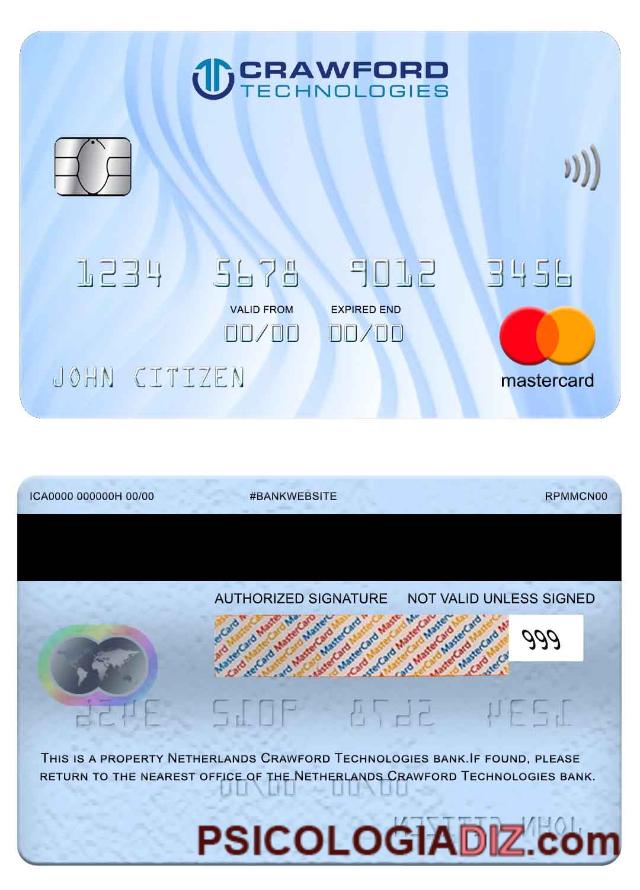 CRAWFORD
TECHNOLOGIES
1234 5678 9012 3456
VALID FROM EXPIRED END
00/00 00/00
JOHN CITIZEN
mastercard
ICA0000 000000H 00/00 #BANKWEBSITE RPMMCN00
AUTHORIZED SIGNATURE NOT VALID UNLESS SIGNED
MasterCard MasterCard MasterCard MasterCard
999
THIS IS A PROPERTY NETHERLANDS CRAWFORD TECHNOLOGIES BANK.IF FOUND, PLEASE
RETURN TO THE NEAREST OFFICE OF THE NETHERLANDS CRAWFORD TECHNOLOGIES BANK.
PSICOLOGIADIZ.com